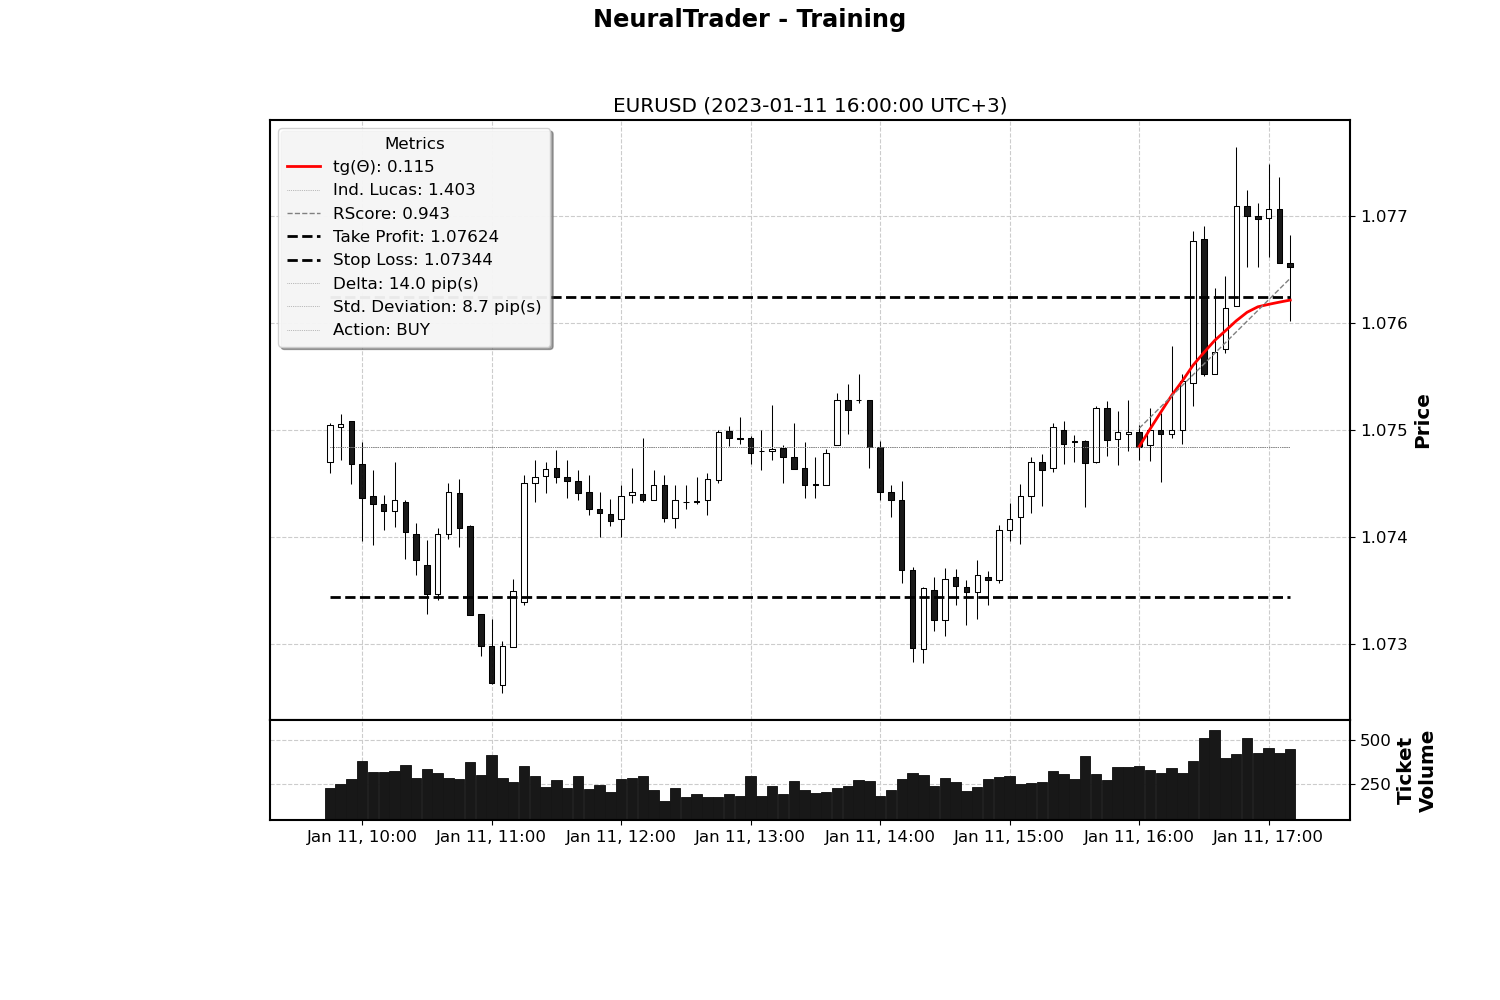 NeuralTrader - Training
EURUSD (2023-01-11 16:00:00 UTC+3)
Metrics
tg(Θ): 0.115
Ind. Lucas: 1.403
RScore: 0.943
Take Profit: 1.07624
Stop Loss: 1.07344
Delta: 14.0 pip(s)
Std. Deviation: 8.7 pip(s)
Action: BUY
1.077
1.076
1.075
1.074
1.073
Price
500
250
Ticket
Volume
Jan 11, 10:00
Jan 11, 11:00
Jan 11, 12:00
Jan 11, 13:00
Jan 11, 14:00
Jan 11, 15:00
Jan 11, 16:00
Jan 11, 17:00